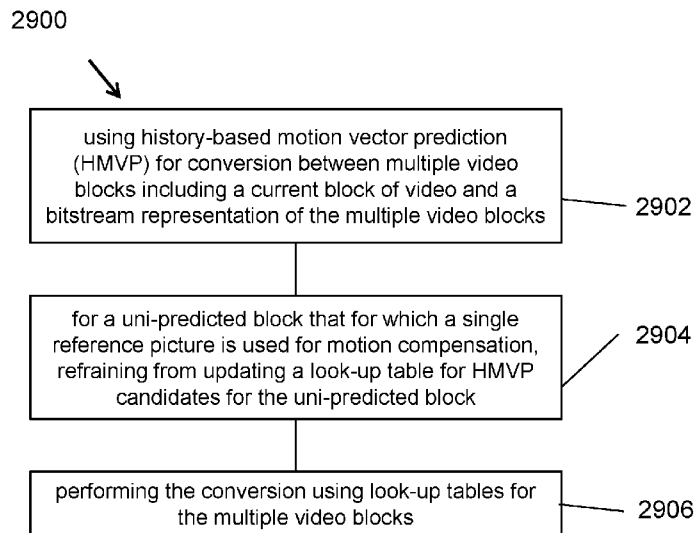 2900
using history-based motion vector prediction
(HMVP) for conversion between multiple video
blocks including a current block of video and a
bitstream representation of the multiple video blocks
2902
for a uni-predicted block that for which a single
reference picture is used for motion compensation,
refraining from updating a look-up table for HMVP
candidates for the uni-predicted block
2904
performing the conversion using look-up tables for
the multiple video blocks
2906